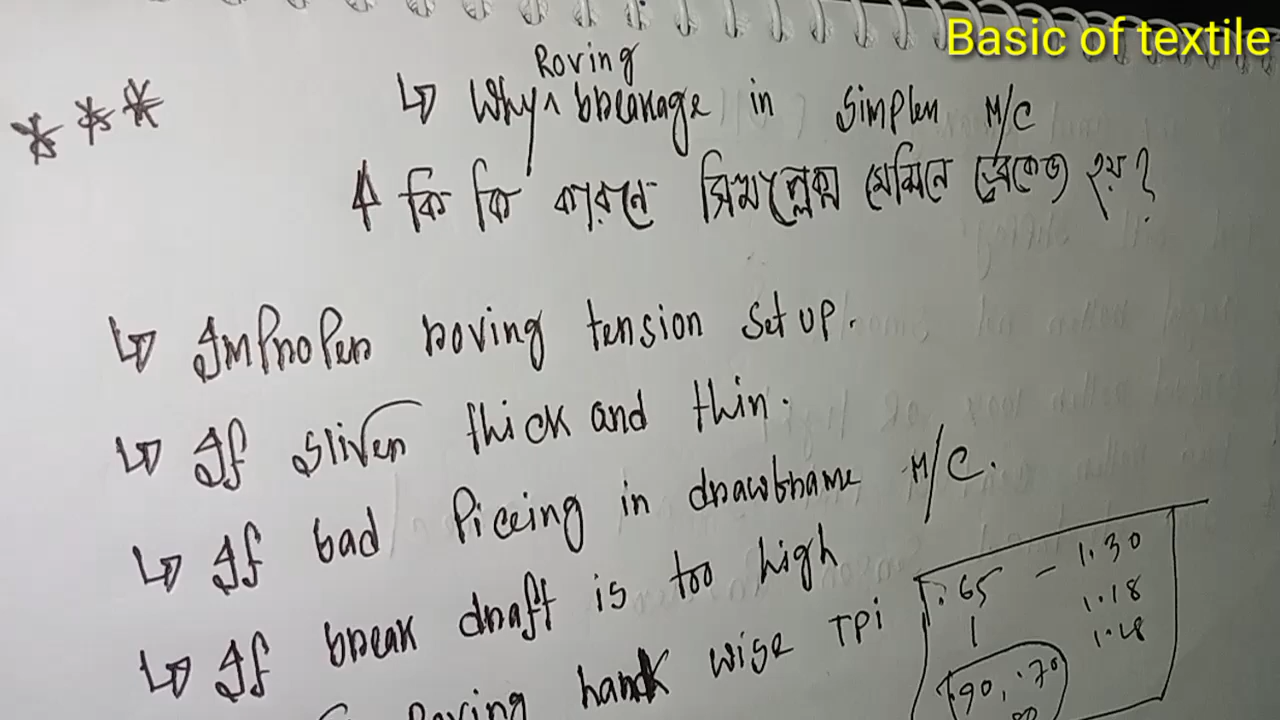 Basic of textile
Roving
Why ^ breakage in Simplex M/C
কি কি কারনে সিমপ্লেক্স মেসিনে ব্রেকেজ হয় ?
Improper roving tension set up.
If sliver thick and thin.
If bad Piceing in drawframe M/C.
If break draft is too high
Roving hank wise TPI
.65 - 1.30
1 1.18
1.18
.90, .70